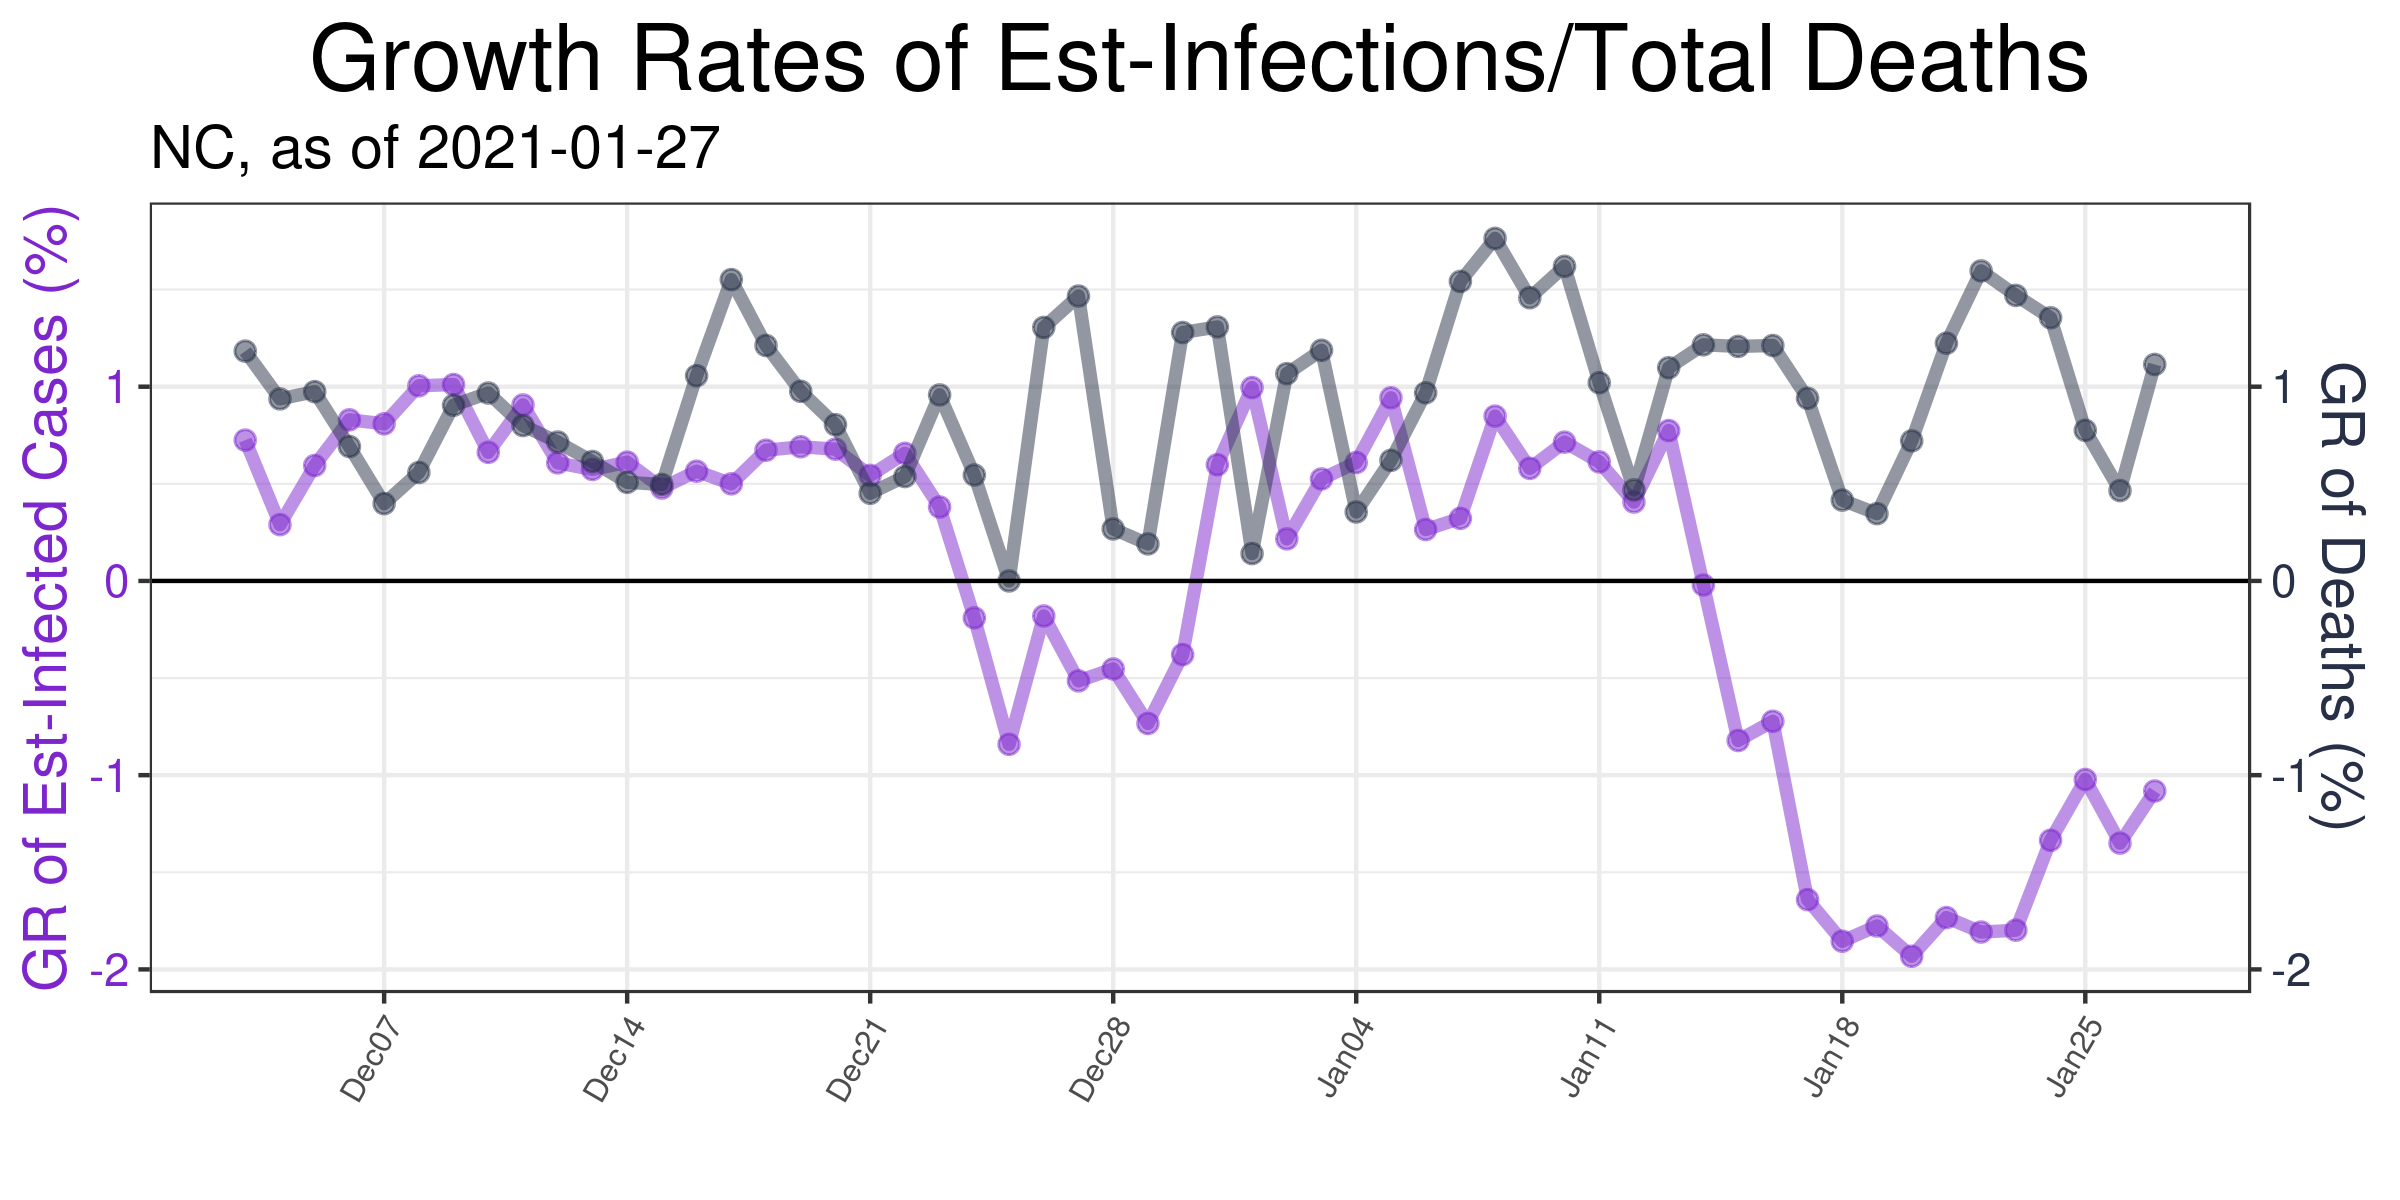 Growth Rates of Est-Infections/Total Deaths
NC, as of 2021-01-27
GR of Est-Infected Cases (%)
1
0
-1
-2
1
0
-1
-2
GR of Deaths (%)
Dec07
Dec14
Dec21
Dec28
Jan04
Jan11
Jan18
Jan25